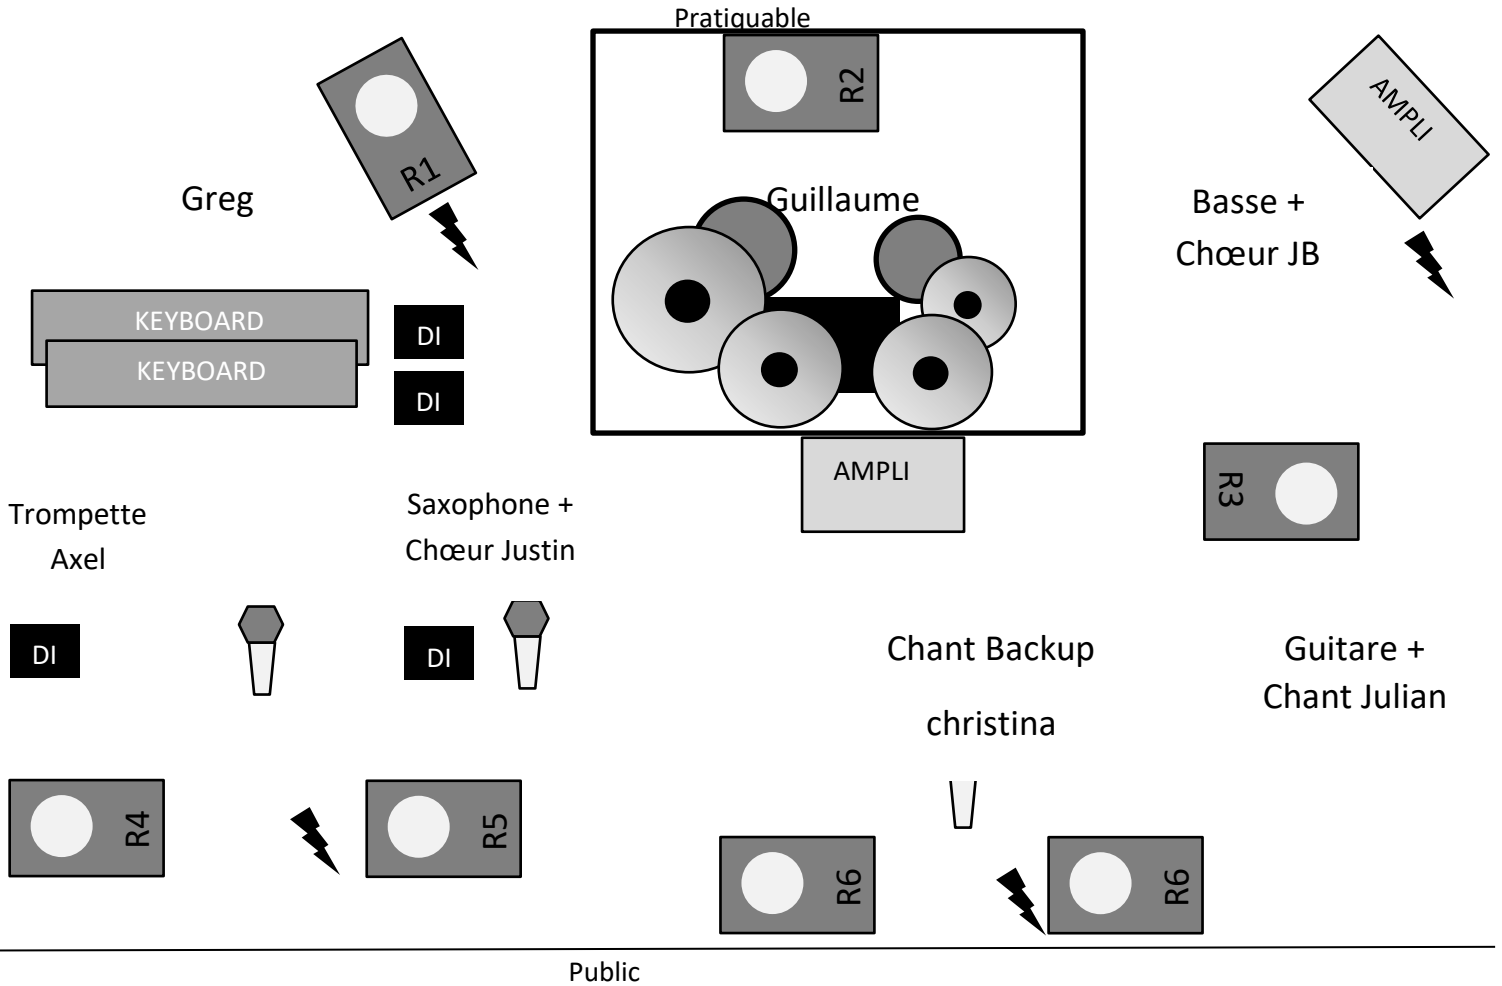 Pratiquable
R2
AMPLI
R1
Greg
Guillaume
Basse +
Chœur JB
KEYBOARD
DI
KEYBOARD
DI
AMPLI
R3
Trompette
Axel
Saxophone +
Chœur Justin
DI
DI
Chant Backup
christina
Guitare +
Chant Julian
R4
R5
R6
R6
Public